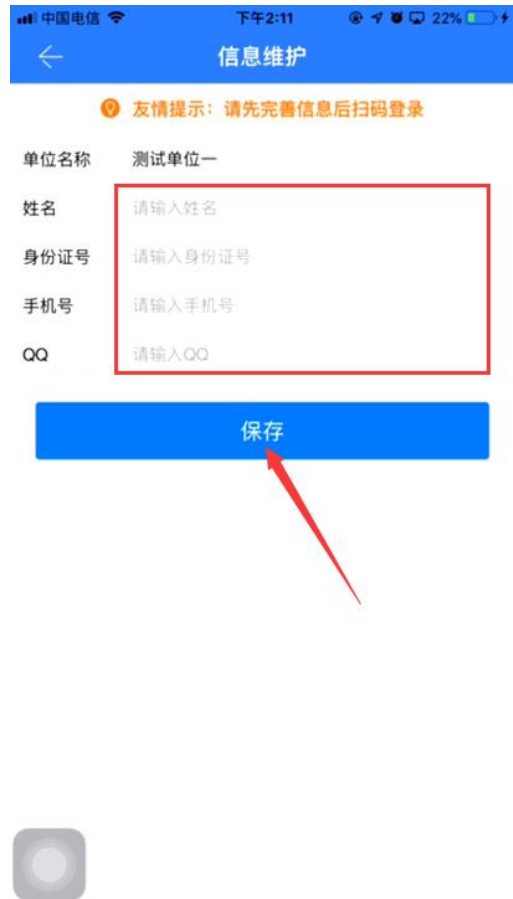 中国电信 下午2:11 22%
信息维护
友情提示：请先完善信息后扫码登录
单位名称 测试单位一
姓名 请输入姓名
身份证号 请输入身份证号
手机号 请输入手机号
QQ 请输入QQ
保存